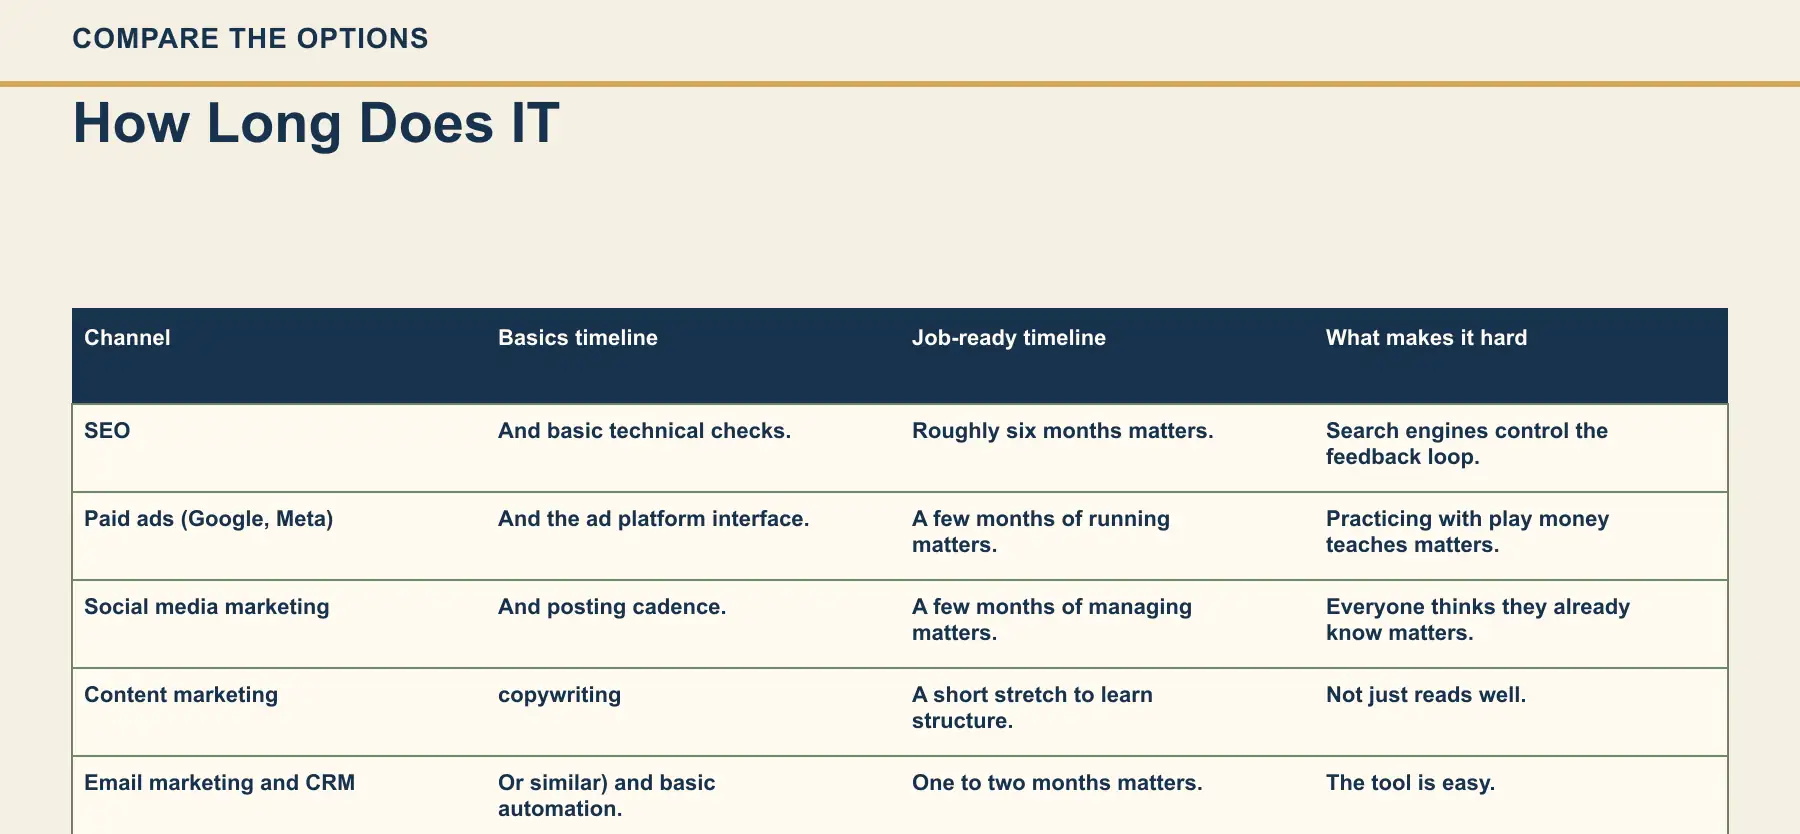 COMPARE THE OPTIONS
How Long Does IT
Channel
Basics timeline
Job-ready timeline
What makes it hard
SEO
And basic technical checks.
Roughly six months matters.
Search engines control the
feedback loop.
Paid ads (Google, Meta)
And the ad platform interface.
A few months of running
matters.
Practicing with play money
teaches matters.
Social media marketing
And posting cadence.
A few months of managing
matters.
Everyone thinks they already
know matters.
Content marketing
copywriting
A short stretch to learn
structure.
Not just reads well.
Email marketing and CRM
Or similar) and basic
automation.
One to two months matters.
The tool is easy.